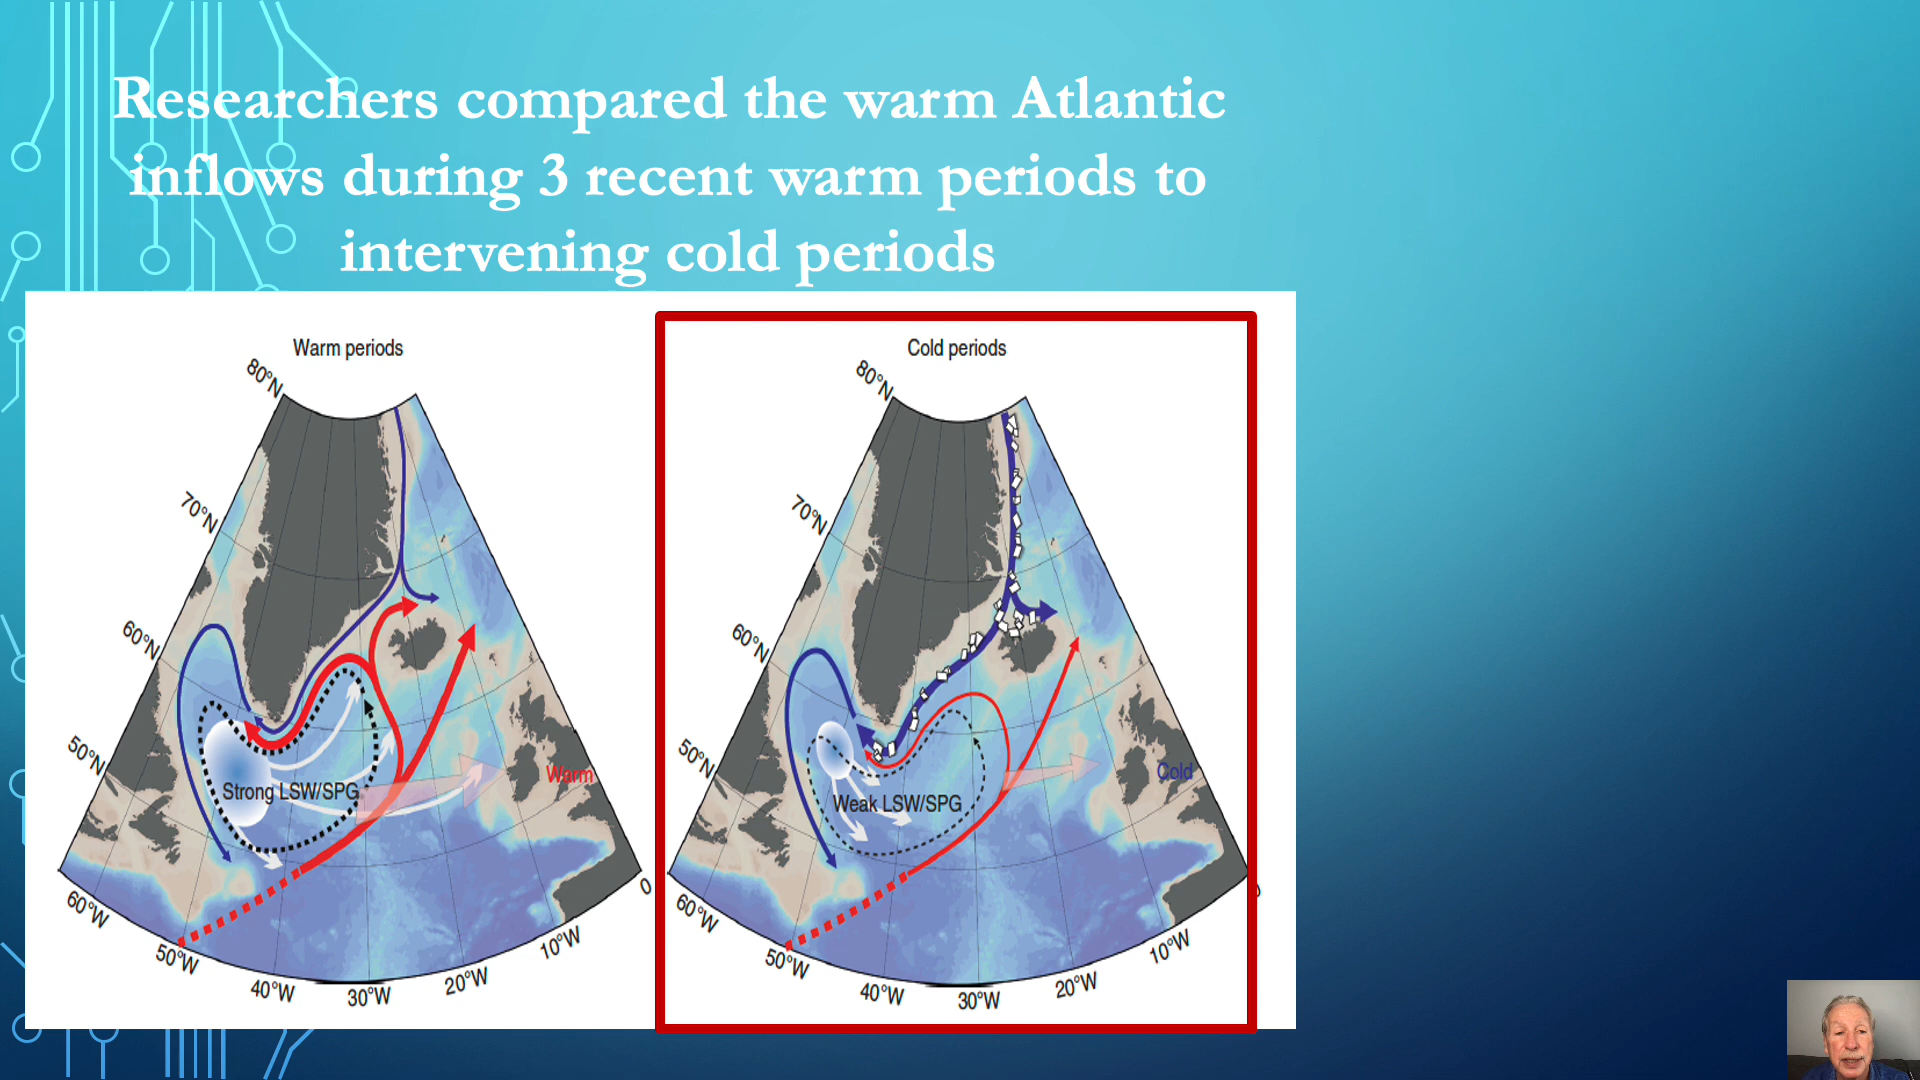 Researchers compared the warm Atlantic
inflows during 3 recent warm periods to
intervening cold periods
Warm periods
80°N
70°N
60°N
50°N
Strong LSW/SPG
Warm
60°W
50°W
40°W
30°W
20°W
10°W
0
Cold periods
80°N
70°N
60°N
50°N
Weak LSW/SPG
Cold
60°W
50°W
40°W
30°W
20°W
10°W